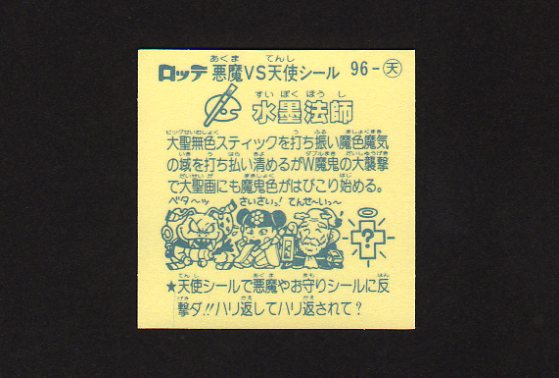 ロッテ 悪魔VS天使シール 96-天
水墨法師
大聖無色スティックを打ち振い魔色魔気
の域を打ち払い清めるがW魔鬼の大襲撃
で大聖画にも魔鬼色がはびこり始める。
ベタ〜ッ さいさいっ! てんせ〜いっ〜
?
★天使シールで悪魔やお守りシールに反
撃ダ!!ハリ返してハリ返されて?